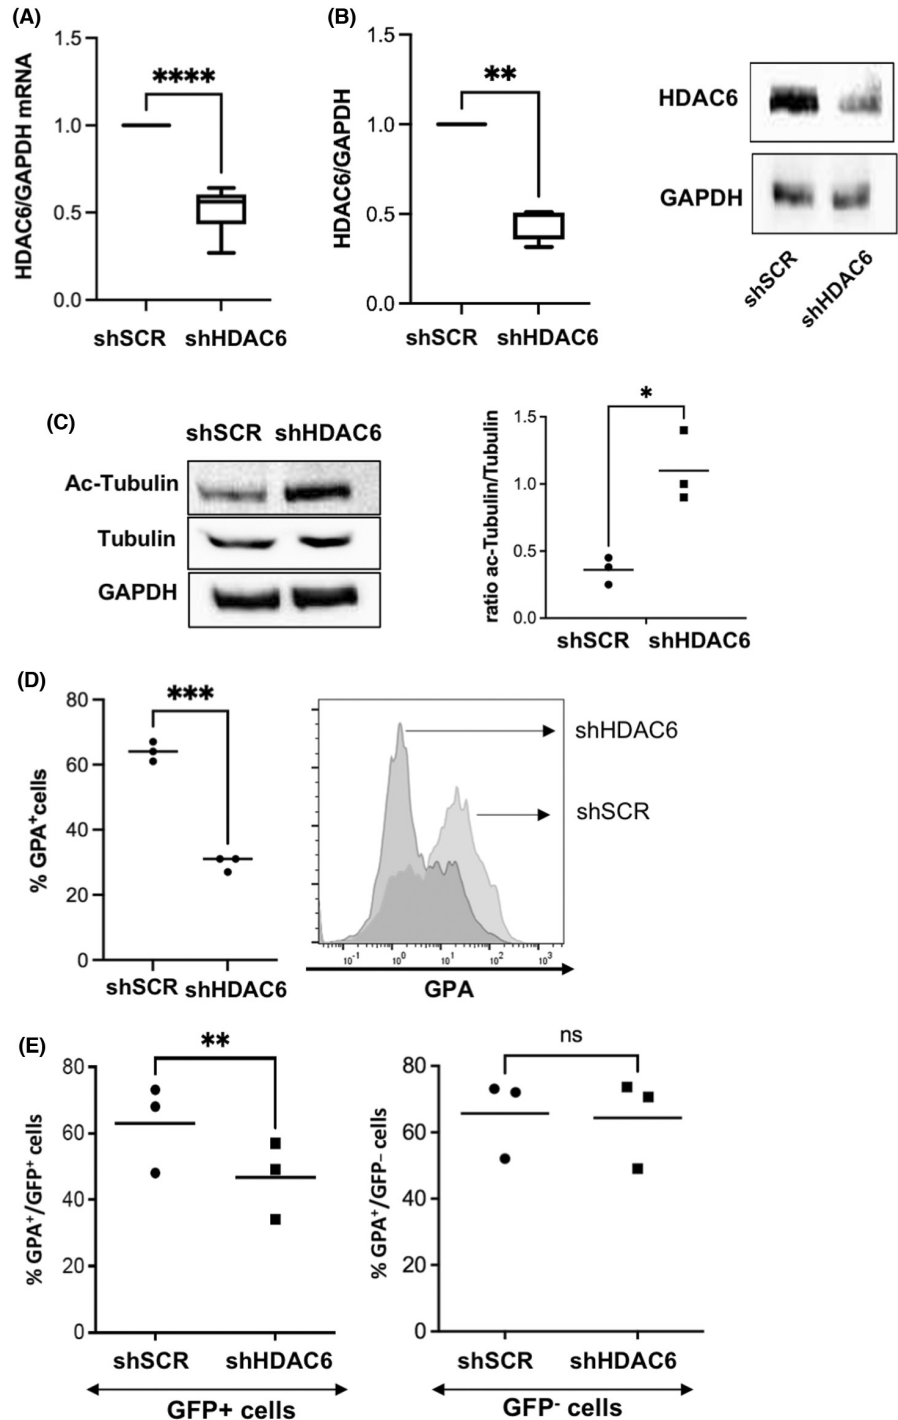 (A)
HDAC6/GAPDH mRNA
1.5
1.0
0.5
0.0
****
shSCR shHDAC6
(B)
HDAC6/GAPDH
1.5
1.0
0.5
0.0
**
shSCR shHDAC6
HDAC6
GAPDH
shSCR
shHDAC6
(C)
shSCR shHDAC6
Ac-Tubulin
Tubulin
GAPDH
ratio ac-Tubulin/Tubulin
1.5
1.0
0.5
0.0
*
shSCR shHDAC6
(D)
% GPA⁺cells
80
60
40
20
0
***
shSCR shHDAC6
shHDAC6
shSCR
10⁻¹ 10⁰ 10¹ 10² 10³
GPA
(E)
% GPA⁺/GFP⁺ cells
80
60
40
20
0
**
shSCR shHDAC6
GFP+ cells
% GPA⁺/GFP⁻ cells
80
60
40
20
0
ns
shSCR shHDAC6
GFP⁻ cells